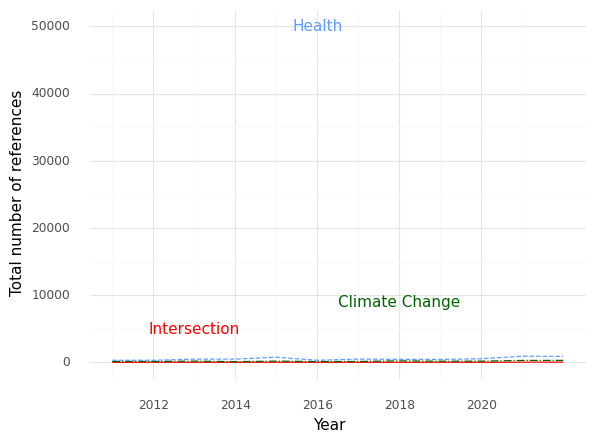 50000
Health
40000
30000
20000
10000
Climate Change
Intersection
0
2012 2014 2016 2018 2020
Year
Total number of references